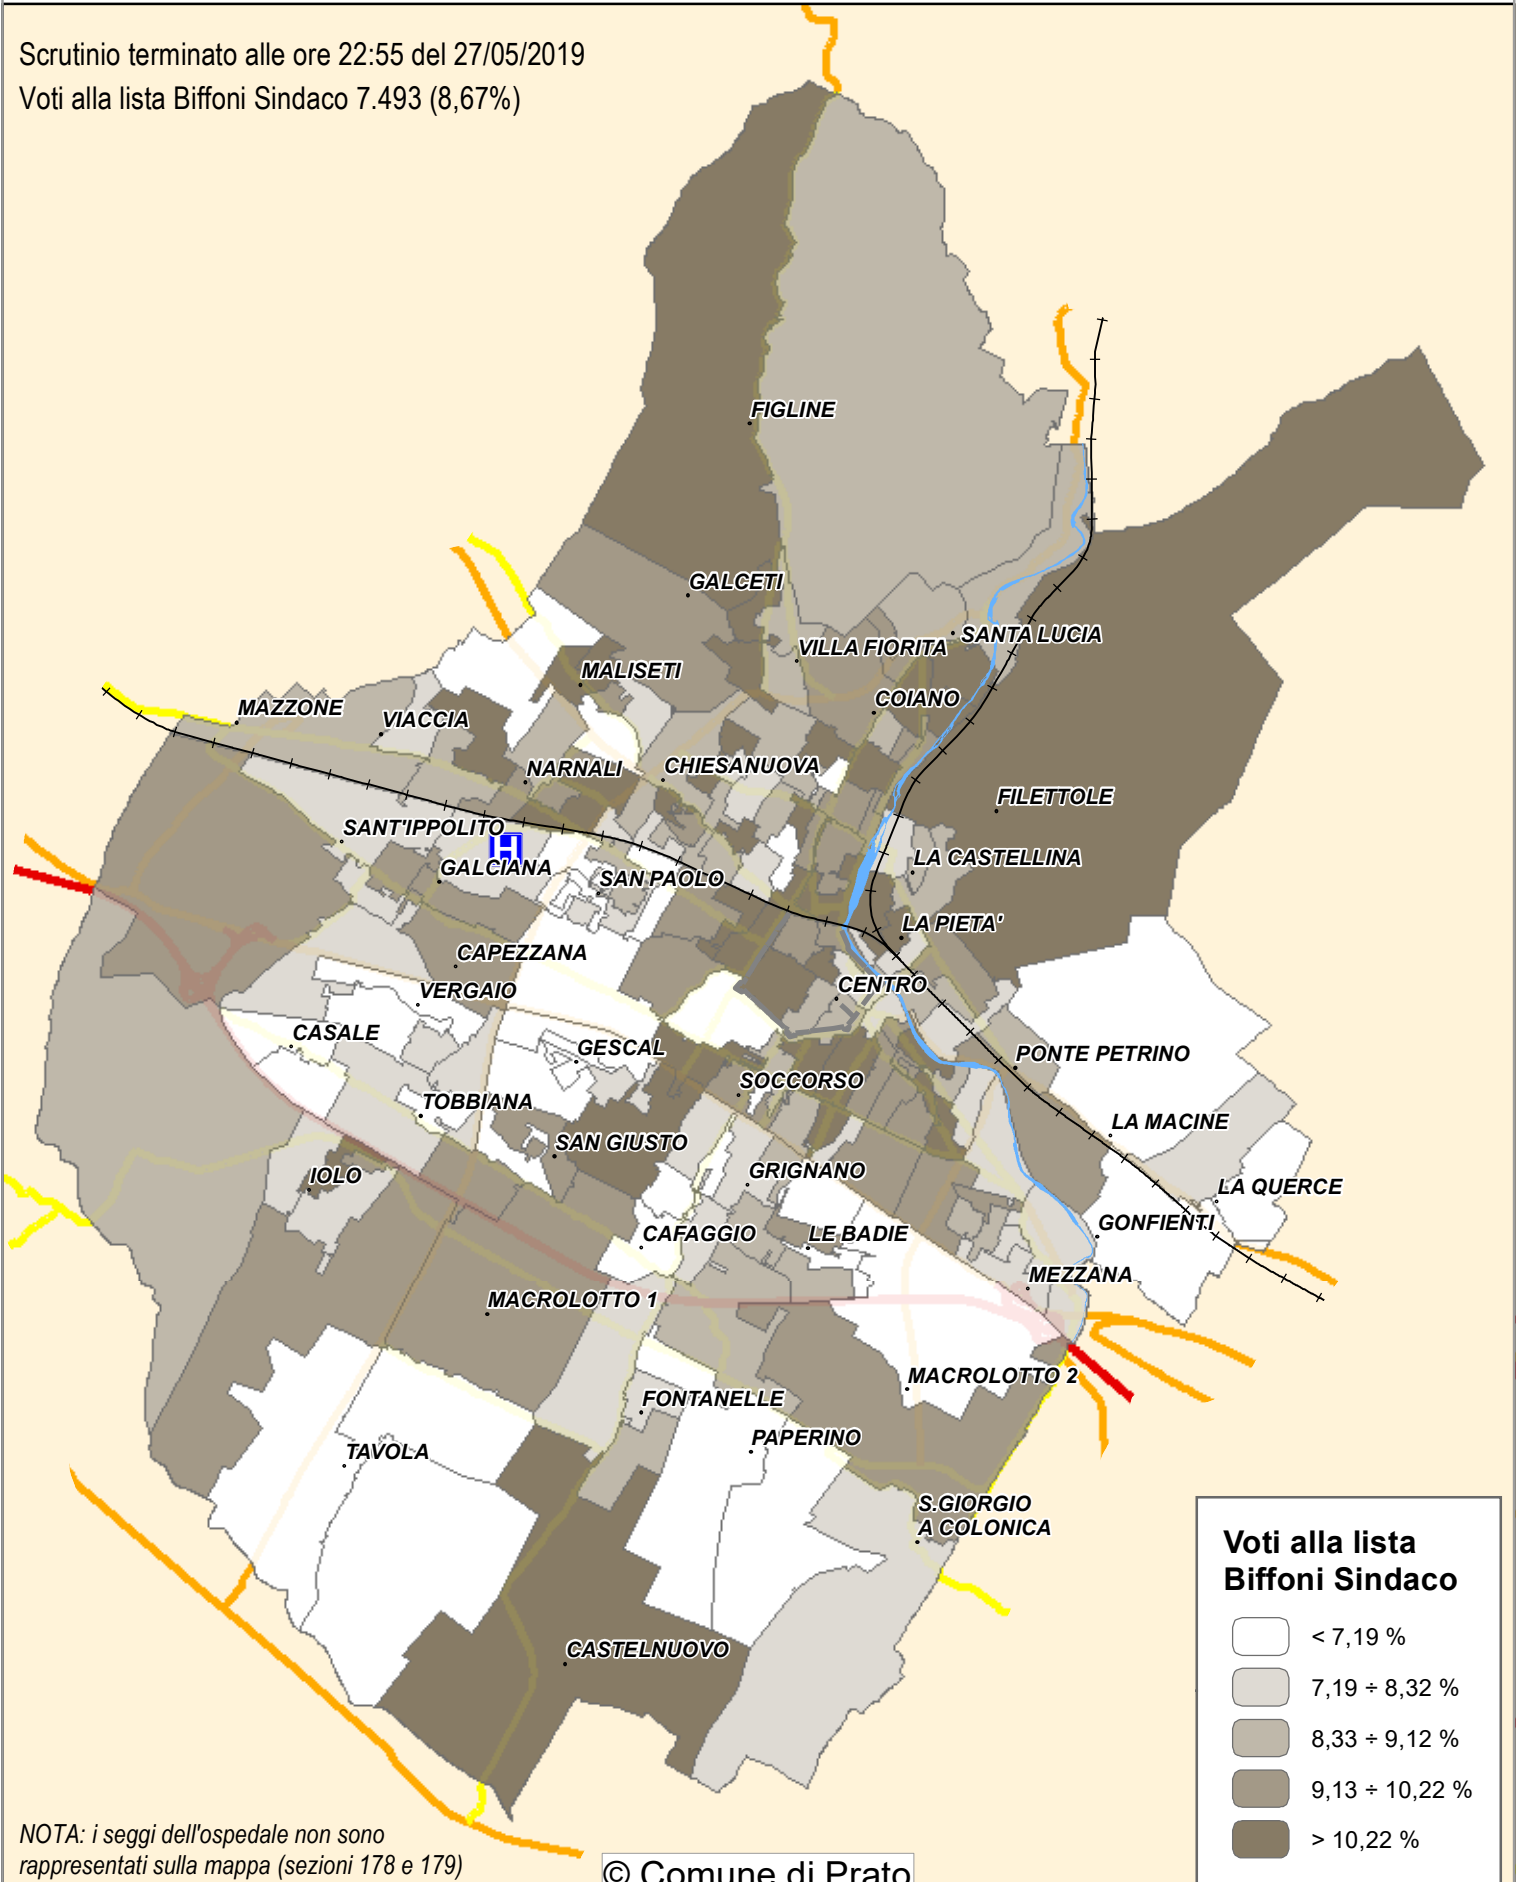 Scrutinio terminato alle ore 22:55 del 27/05/2019
Voti alla lista Biffoni Sindaco 7.493 (8,67%)
FIGLINE
GALCETI
SANTA LUCIA
VILLA FIORITA
MALISETI
COIANO
MAZZONE
VIACCIA
NARNALI
CHIESANUOVA
FILETTOLE
SANT'IPPOLITO
H
GALCIANA
LA CASTELLINA
SAN PAOLO
LA PIETA'
CAPEZZANA
CENTRO
VERGAIO
CASALE
GESCAL
PONTE PETRINO
SOCCORSO
TOBBIANA
LA MACINE
SAN GIUSTO
IOLO
GRIGNANO
LA QUERCE
CAFAGGIO
LE BADIE
GONFIENTI
MEZZANA
MACROLOTTO 1
MACROLOTTO 2
FONTANELLE
PAPERINO
TAVOLA
S.GIORGIO
A COLONICA
CASTELNUOVO
Voti alla lista
Biffoni Sindaco
< 7,19 %
7,19 ÷ 8,32 %
8,33 ÷ 9,12 %
9,13 ÷ 10,22 %
> 10,22 %
NOTA: i seggi dell'ospedale non sono
rappresentati sulla mappa (sezioni 178 e 179)
© Comune di Prato